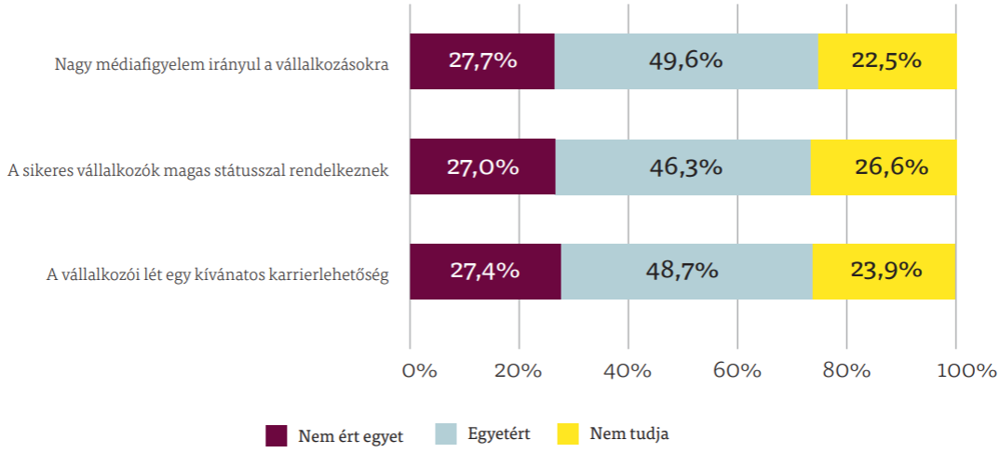 Nagy médiafigyelem irányul a vállalkozásokra
27,7% 49,6% 22,5%
A sikeres vállalkozók magas státusszal rendelkeznek
27,0% 46,3% 26,6%
A vállalkozói lét egy kívánatos karrierlehetőség
27,4% 48,7% 23,9%
0% 20% 40% 60% 80% 100%
Nem ért egyet Egyetért Nem tudja